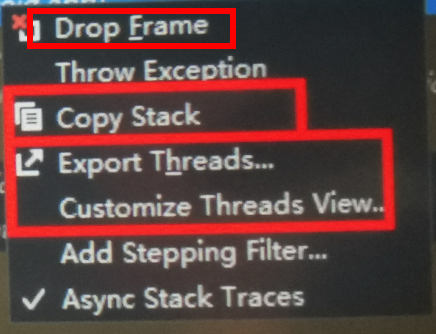 Drop Frame
Throw Exception
Copy Stack
Export Threads...
Customize Threads View..
Add Stepping Filter...
Async Stack Traces